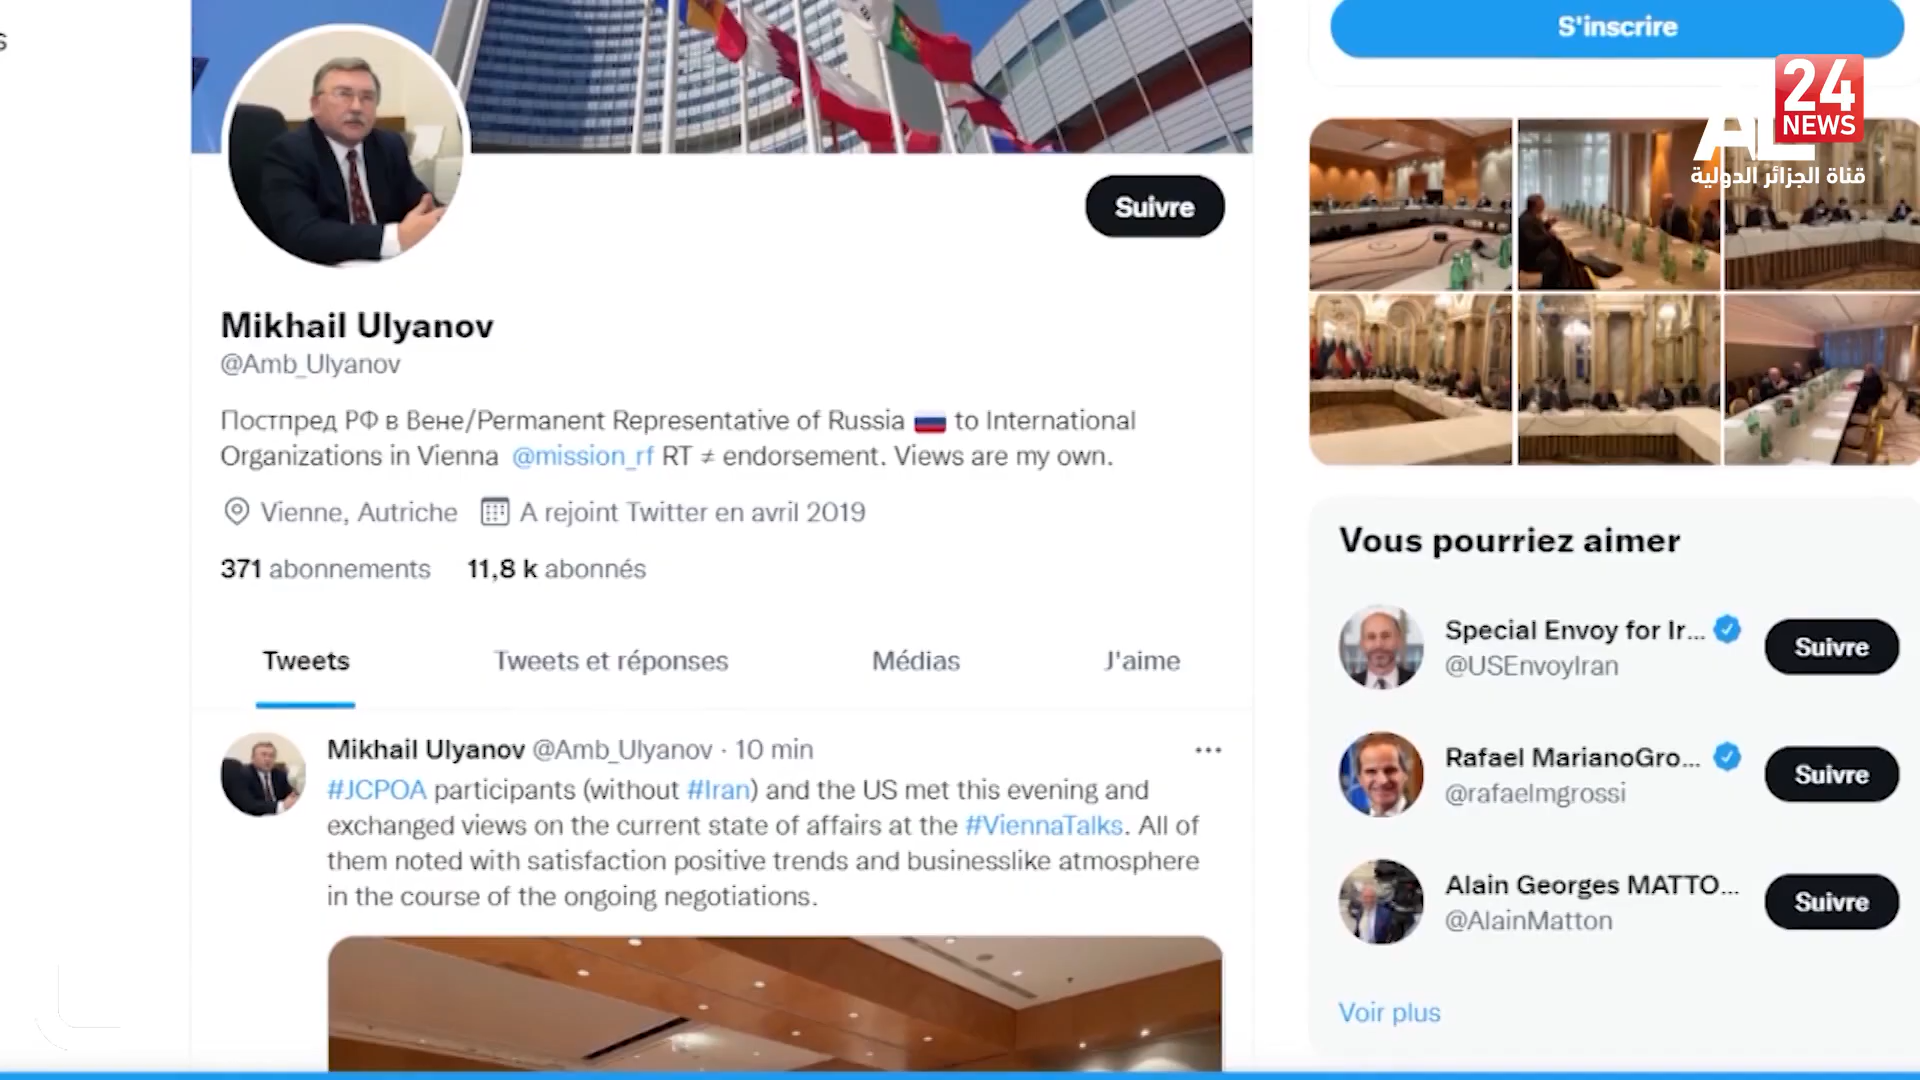 S'inscrire
24
NEWS
AL
قناة الجزائر الدولية
Suivre
Mikhail Ulyanov
@Amb_Ulyanov
Постпред РФ в Вене/Permanent Representative of Russia 🇷🇺 to International
Organizations in Vienna @mission_rf RT ≠ endorsement. Views are my own.
Vienne, Autriche A rejoint Twitter en avril 2019
371 abonnements 11,8 k abonnés
Tweets Tweets et réponses Médias J'aime
Mikhail Ulyanov @Amb_Ulyanov · 10 min
#JCPOA participants (without #Iran) and the US met this evening and
exchanged views on the current state of affairs at the #ViennaTalks. All of
them noted with satisfaction positive trends and businesslike atmosphere
in the course of the ongoing negotiations.
Vous pourriez aimer
Special Envoy for Ir...
@USEnvoyIran
Suivre
Rafael MarianoGro...
@rafaelmgrossi
Suivre
Alain Georges MATTO...
@AlainMatton
Suivre
Voir plus